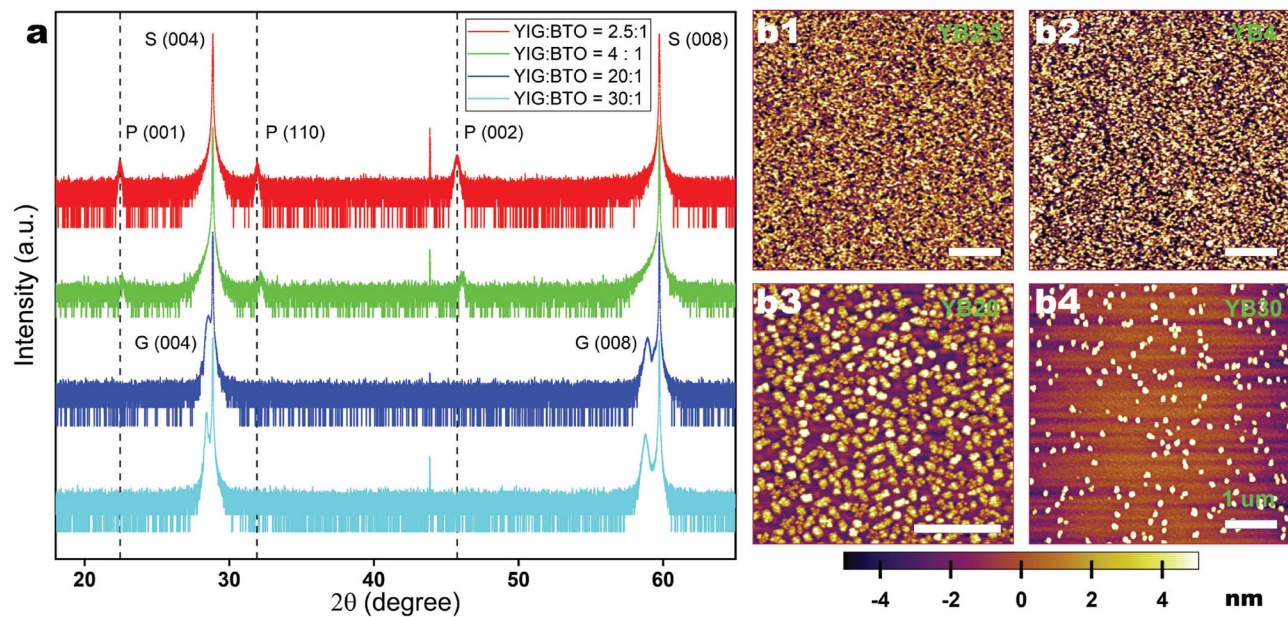 a
S (004)
YIG:BTO = 2.5:1
YIG:BTO = 4 : 1
YIG:BTO = 20:1
YIG:BTO = 30:1
S (008)
P (001)
P (110)
P (002)
G (004)
G (008)
Intensity (a.u.)
20
30
40
50
60
2θ (degree)
b1
YB2.5
b2
YB4
b3
YB20
b4
YB30
1 um
-4
-2
0
2
4
nm